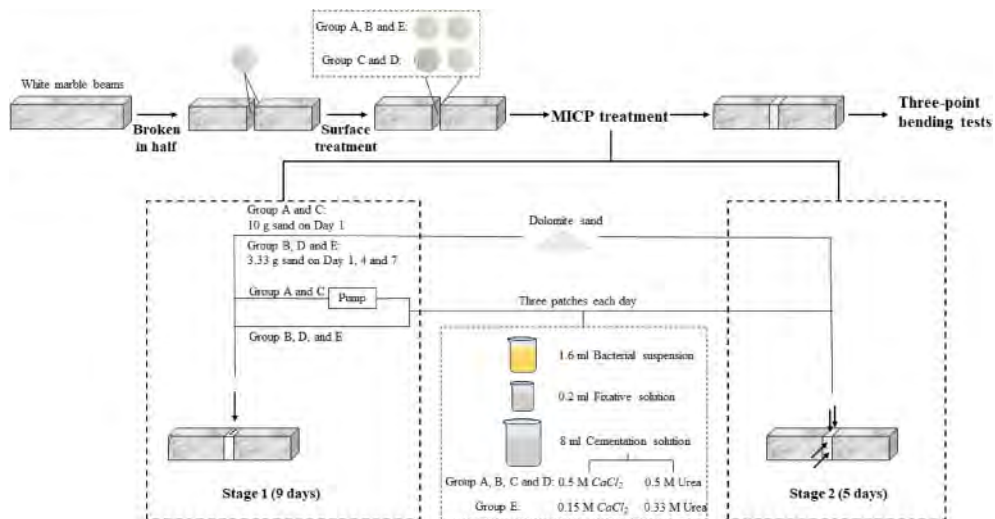 Group A, B and E:
Group C and D:
White marble beams
Broken
in half
Surface
treatment
MICP treatment
Three-point
bending tests
Group A and C:
10 g sand on Day 1
Group B, D and E:
3.33 g sand on Day 1, 4 and 7
Dolomite sand
Group A and C
Pump
Three patches each day
Group B, D, and E
1.6 ml Bacterial suspension
0.2 ml Fixative solution
8 ml Cementation solution
Group A, B, C and D: 0.5 M CaCl₂ 0.5 M Urea
Group E: 0.15 M CaCl₂ 0.33 M Urea
Stage 1 (9 days)
Stage 2 (5 days)